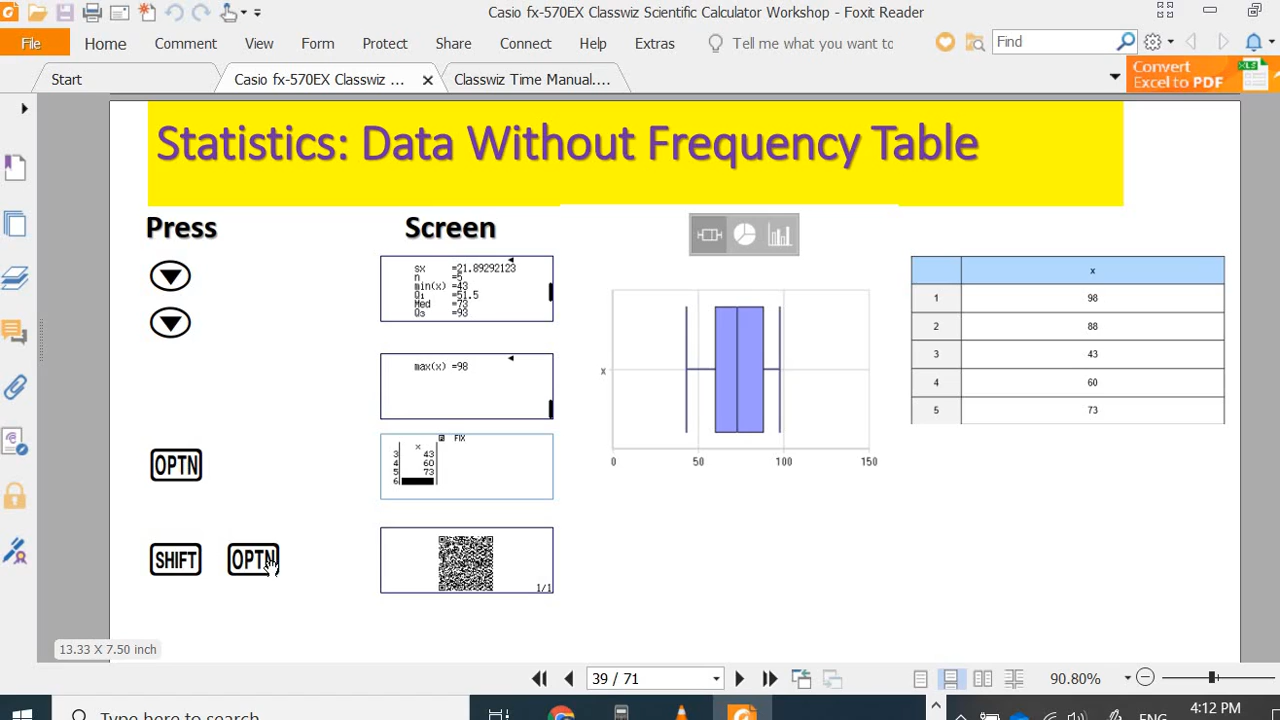 Casio fx-570EX Classwiz Scientific Calculator Workshop - Foxit Reader
File Home Comment View Form Protect Share Connect Help Extras Tell me what you want to Find
Start Casio fx-570EX Classwiz ... Classwiz Time Manual....
Convert
Excel to PDF
XLS
Statistics: Data Without Frequency Table
Press Screen
sx =21.89292123
n =5
min(x) =43
Q₁ =51.5
Med =73
Q₃ =93
max(x) =98
OPTN
FIX
x
3 43
4 60
5 73
6
SHIFT OPTN
1/1
x
0 50 100 150
x
1 98
2 88
3 43
4 60
5 73
13.33 X 7.50 inch
39 / 71
90.80%
Type here to search
4:12 PM